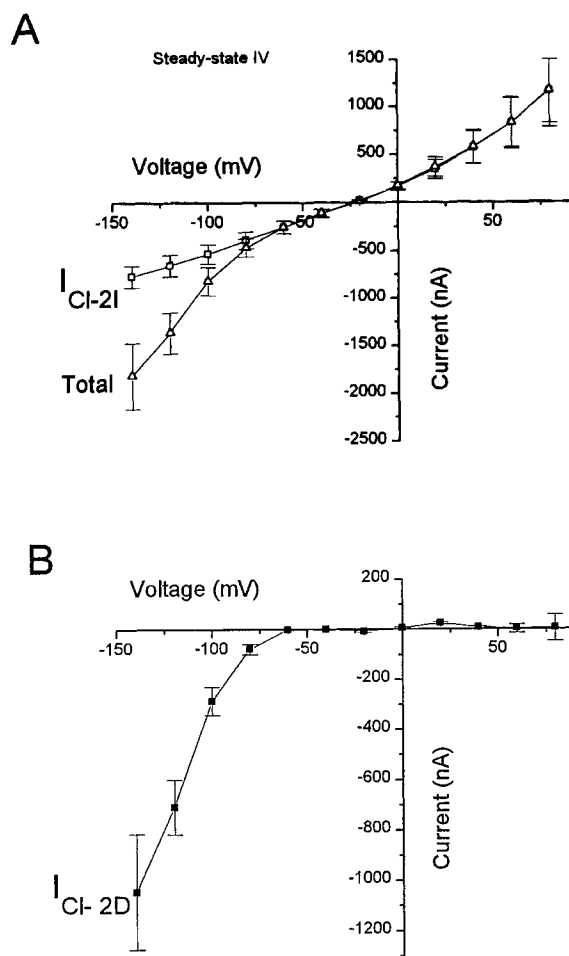 A
Steady-state IV
1500
1000
500
Voltage (mV)
-150
-100
-50
50
-500
-1000
-1500
-2000
-2500
I Cl-2I
Total
Current (nA)
B
200
Voltage (mV)
-150
-100
-50
50
-200
-400
-600
-800
-1000
-1200
I Cl- 2D
Current (nA)